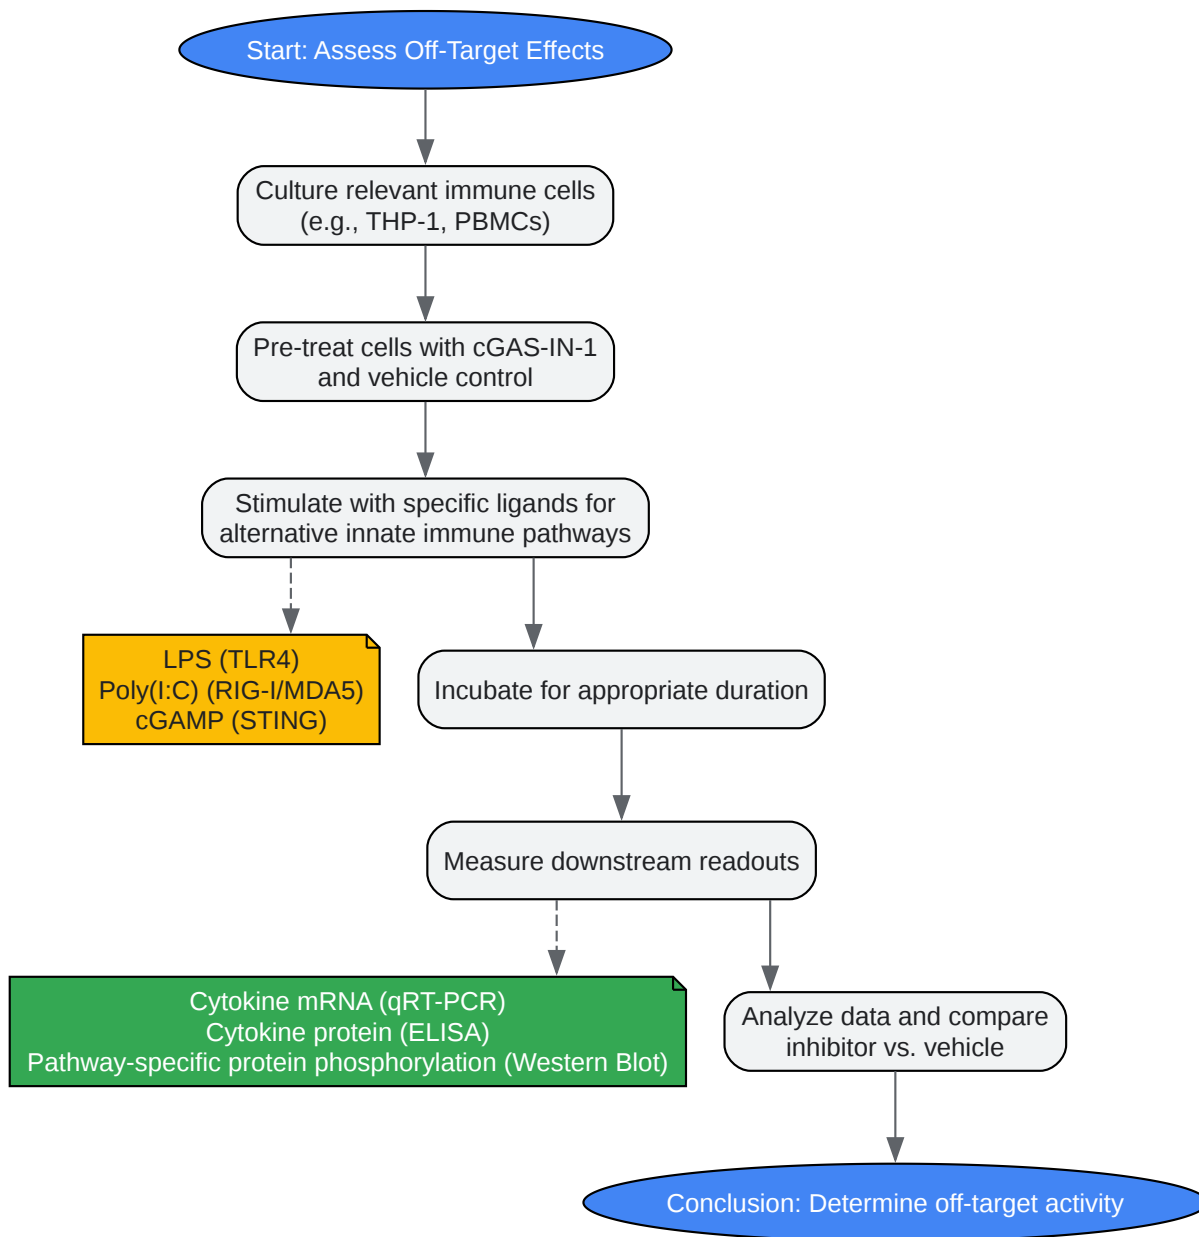 Start: Assess Off-Target Effects
Culture relevant immune cells
(e.g., THP-1, PBMCs)
Pre-treat cells with cGAS-IN-1
and vehicle control
Stimulate with specific ligands for
alternative innate immune pathways
LPS (TLR4)
Poly(I:C) (RIG-I/MDA5)
cGAMP (STING)
Incubate for appropriate duration
Measure downstream readouts
Cytokine mRNA (qRT-PCR)
Cytokine protein (ELISA)
Pathway-specific protein phosphorylation (Western Blot)
Analyze data and compare
inhibitor vs. vehicle
Conclusion: Determine off-target activity